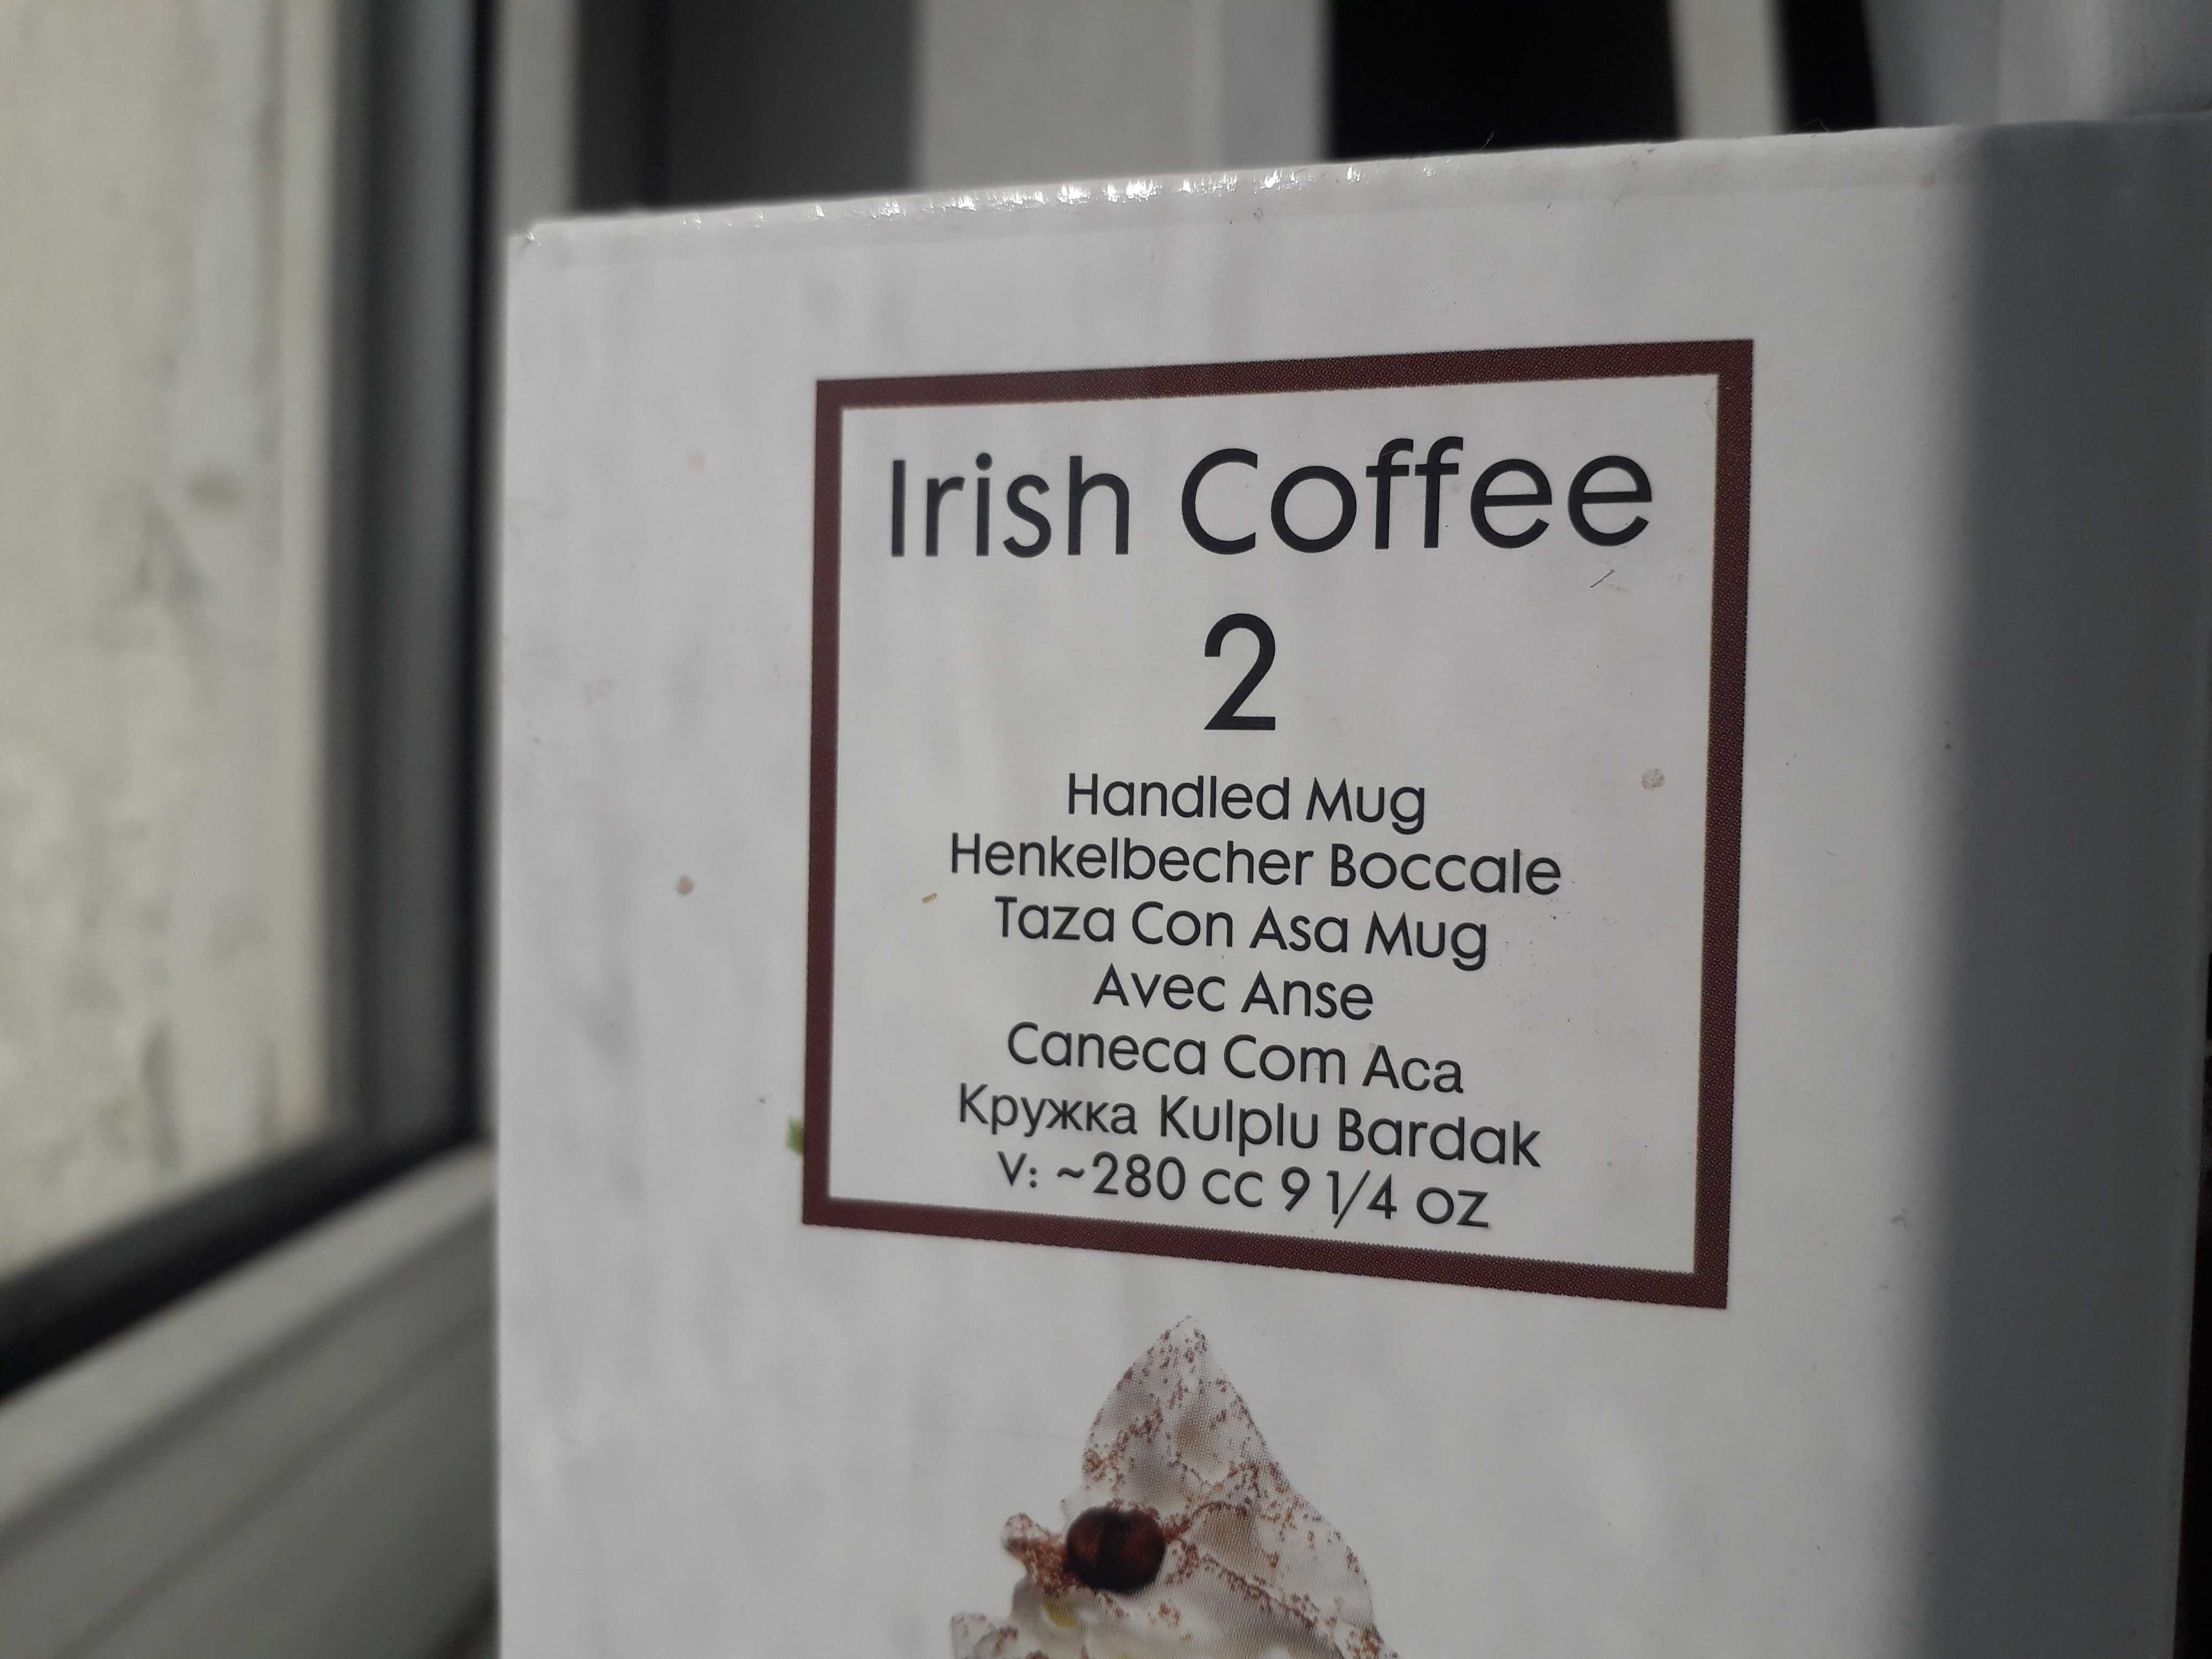 Irish Coffee
2
Handled Mug
Henkelbecher Boccale
Taza Con Asa Mug
Avec Anse
Caneca Com Aca
Кружка Kulplu Bardak
V: ~280 cc 9 1/4 oz